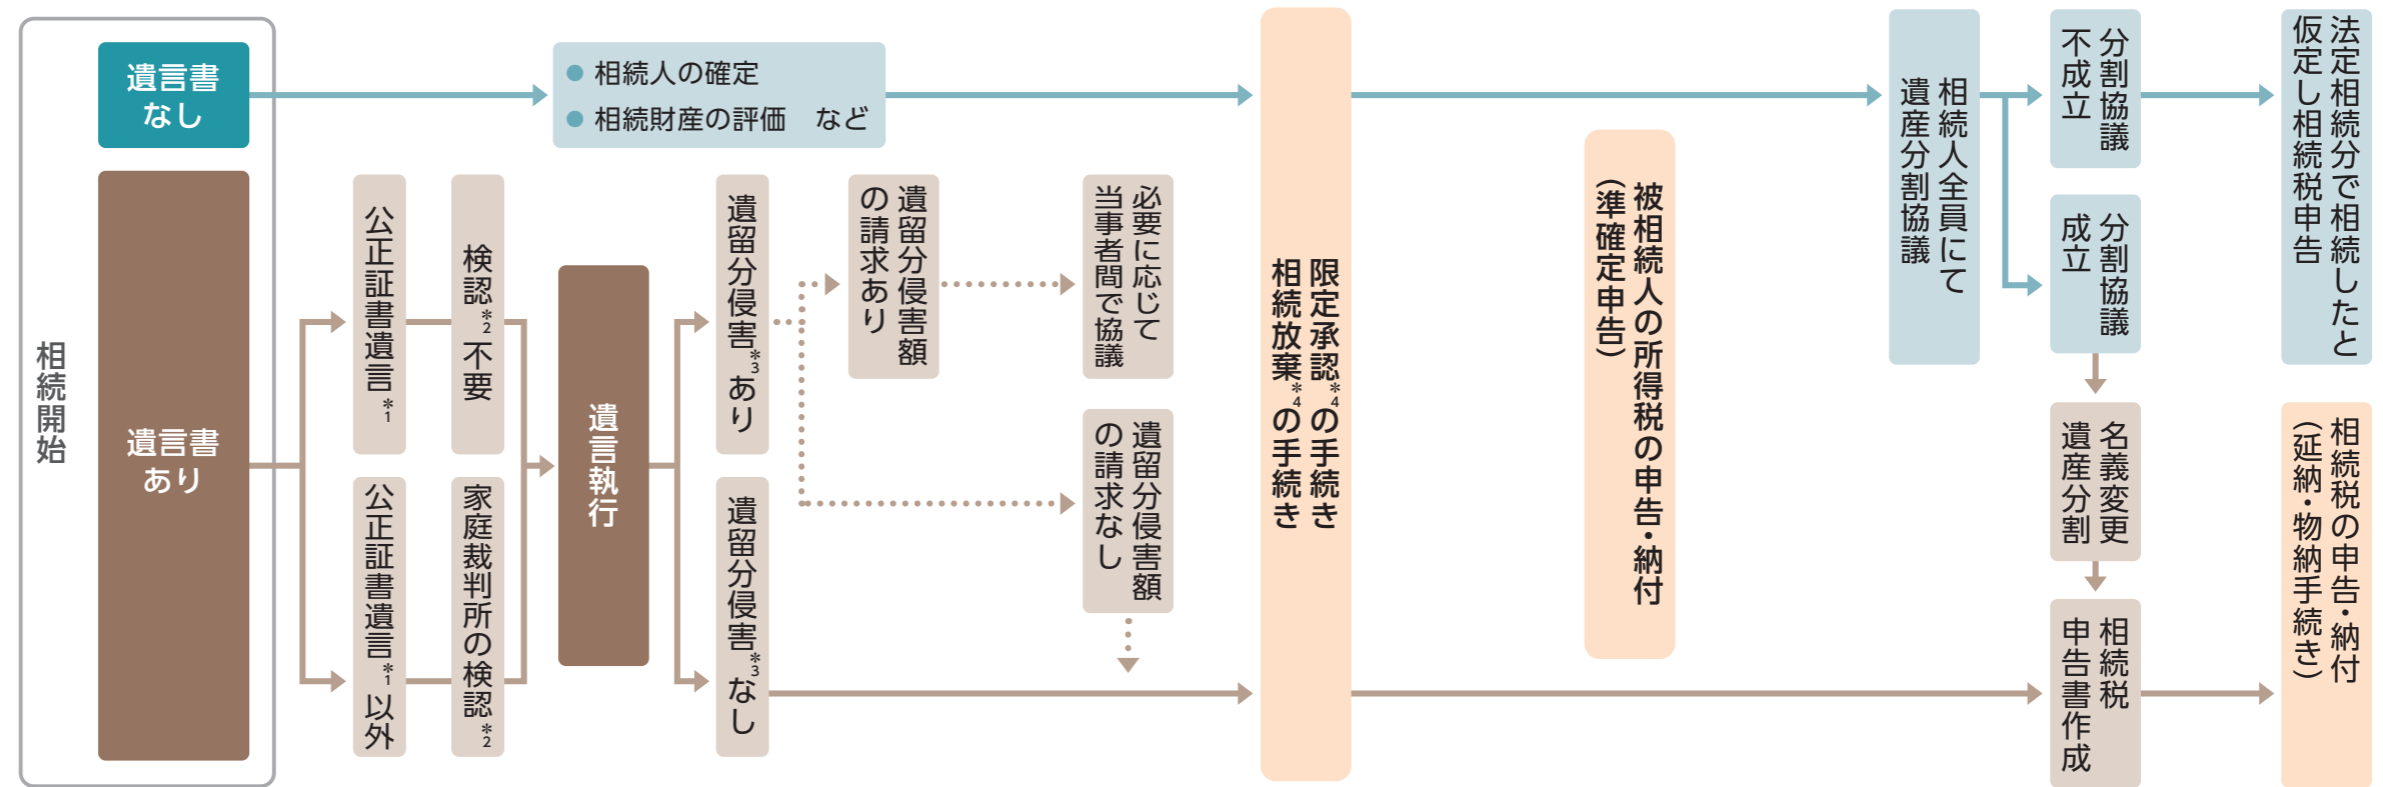 相続開始
遺言書
なし
● 相続人の確定
● 相続財産の評価　など
遺言書
あり
公正証書遺言*1
検認*2不要
公正証書遺言*1以外
家庭裁判所の検認*2
遺言執行
遺留分侵害*3あり
遺留分侵害額
の請求あり
必要に応じて
当事者間で協議
遺留分侵害額
の請求なし
遺留分侵害*3なし
限定承認*4の手続き
相続放棄*4の手続き
被相続人の所得税の申告・納付
（準確定申告）
相続人全員にて
遺産分割協議
分割協議
不成立
法定相続分で相続したと
仮定し相続税申告
分割協議
成立
名義変更
遺産分割
相続税
申告書作成
相続税の申告・納付
（延納・物納手続き）